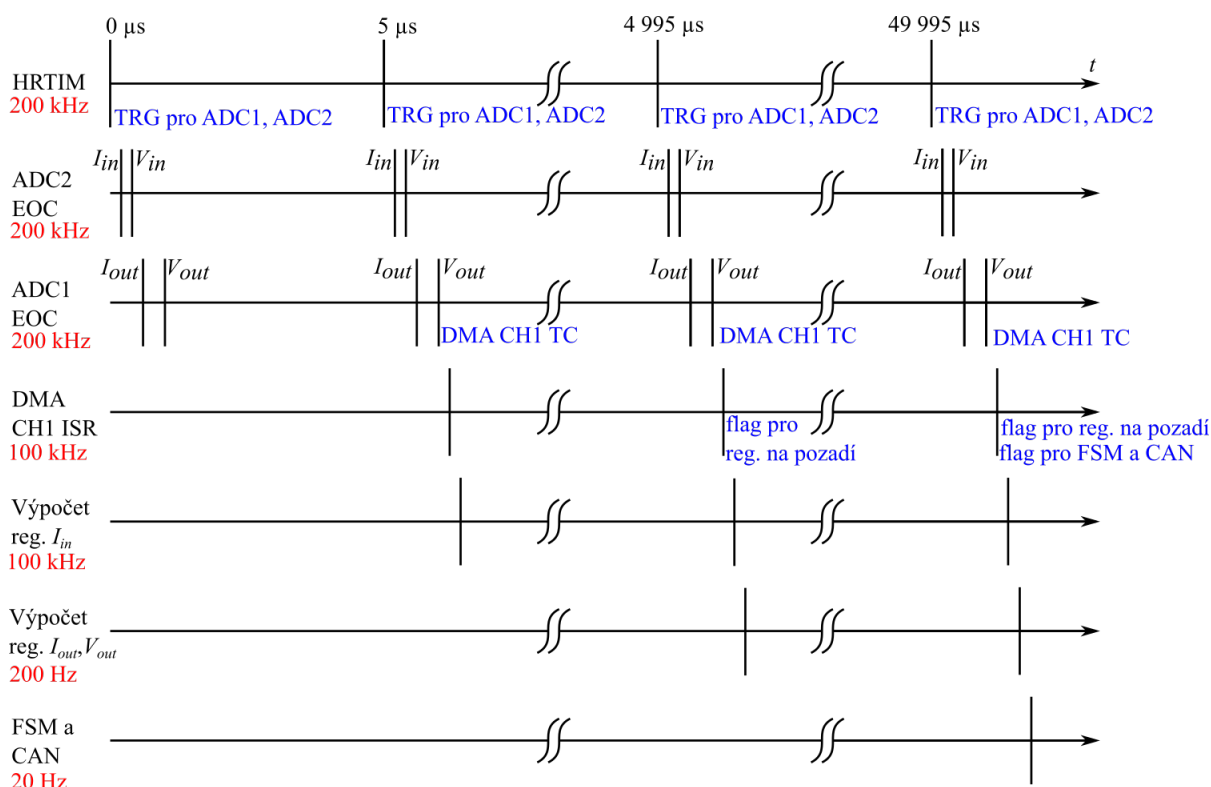 0 µs
5 µs
4 995 µs
49 995 µs
HRTIM
200 kHz
t
TRG pro ADC1, ADC2
TRG pro ADC1, ADC2
TRG pro ADC1, ADC2
TRG pro ADC1, ADC2
ADC2
EOC
200 kHz
Iin
Vin
Iin
Vin
Iin
Vin
Iin
Vin
ADC1
EOC
200 kHz
Iout
Vout
Iout
Vout
Iout
Vout
Iout
Vout
DMA CH1 TC
DMA CH1 TC
DMA CH1 TC
DMA
CH1 ISR
100 kHz
flag pro
reg. na pozadí
flag pro reg. na pozadí
flag pro FSM a CAN
Výpočet
reg. Iin
100 kHz
Výpočet
reg. Iout,Vout
200 Hz
FSM a
CAN
20 Hz